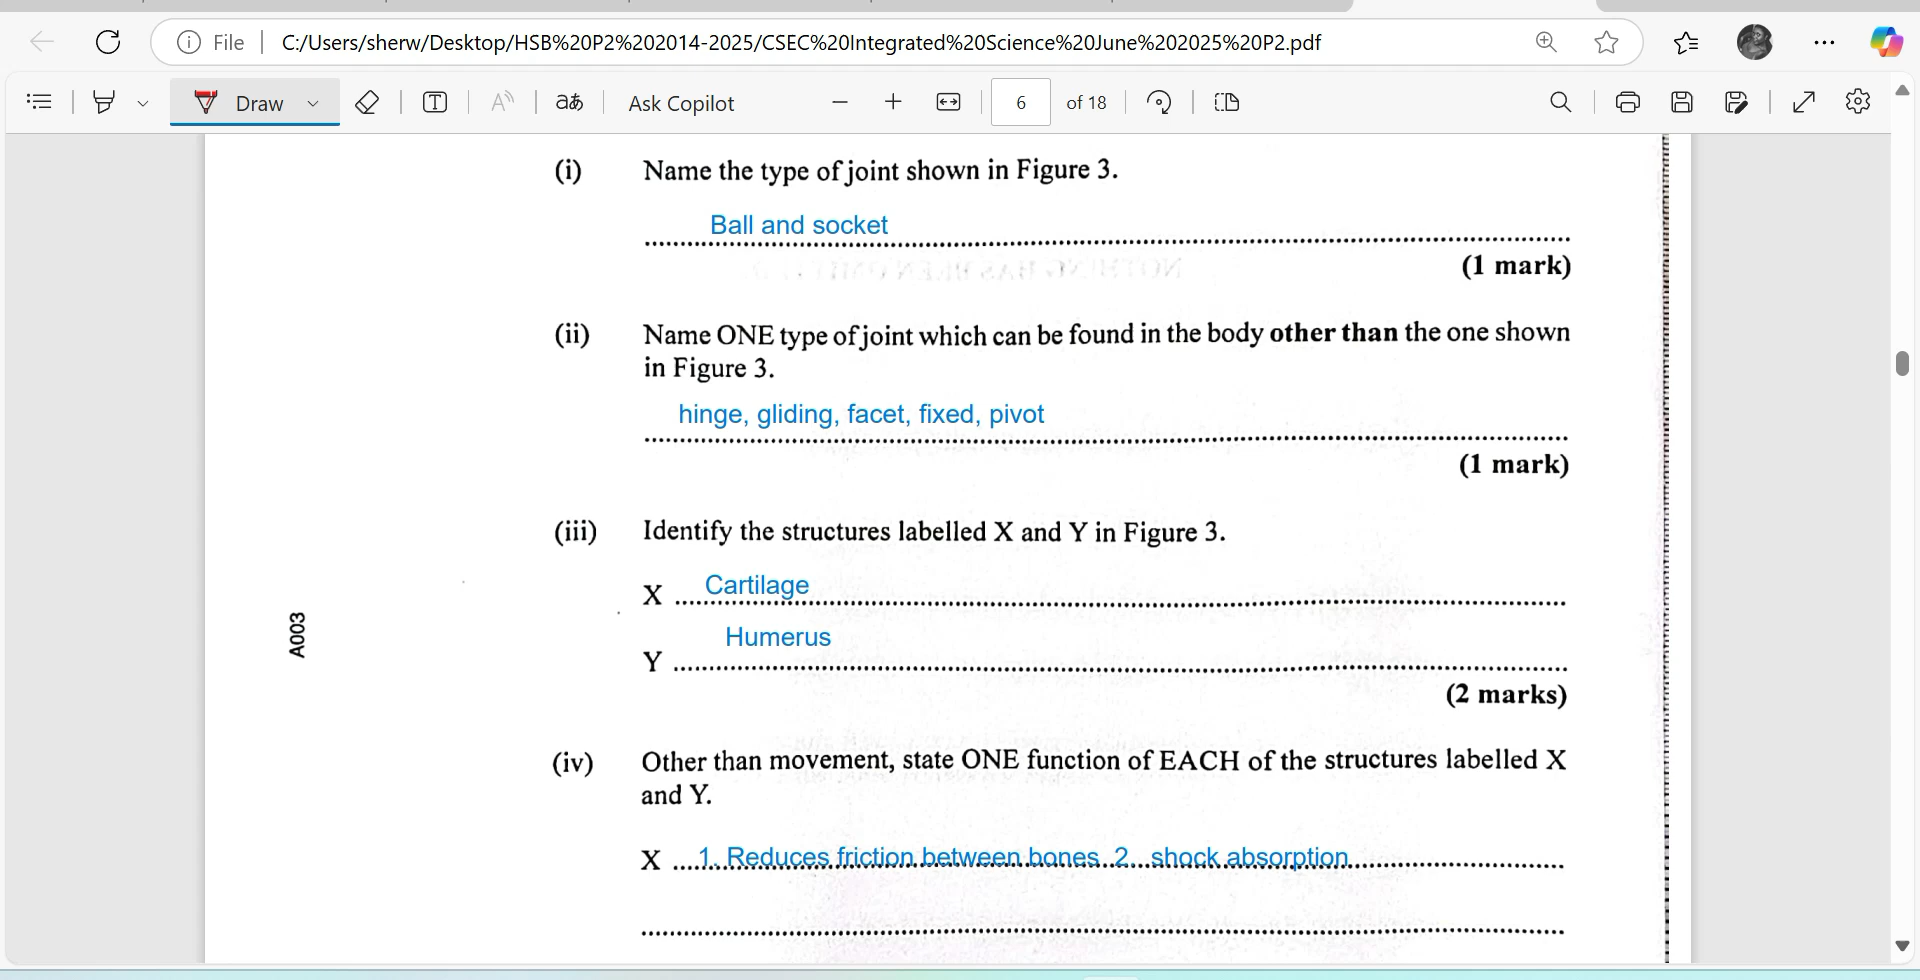 File
C:/Users/sherw/Desktop/HSB%20P2%202014-2025/CSEC%20Integrated%20Science%20June%202025%20P2.pdf
Draw
aあ
Ask Copilot
6 of 18
(i) Name the type of joint shown in Figure 3.
Ball and socket
(1 mark)
(ii) Name ONE type of joint which can be found in the body other than the one shown
in Figure 3.
hinge, gliding, facet, fixed, pivot
(1 mark)
(iii) Identify the structures labelled X and Y in Figure 3.
X Cartilage
Humerus
Y
(2 marks)
A003
(iv) Other than movement, state ONE function of EACH of the structures labelled X
and Y.
X 1. Reduces friction between bones 2. shock absorption